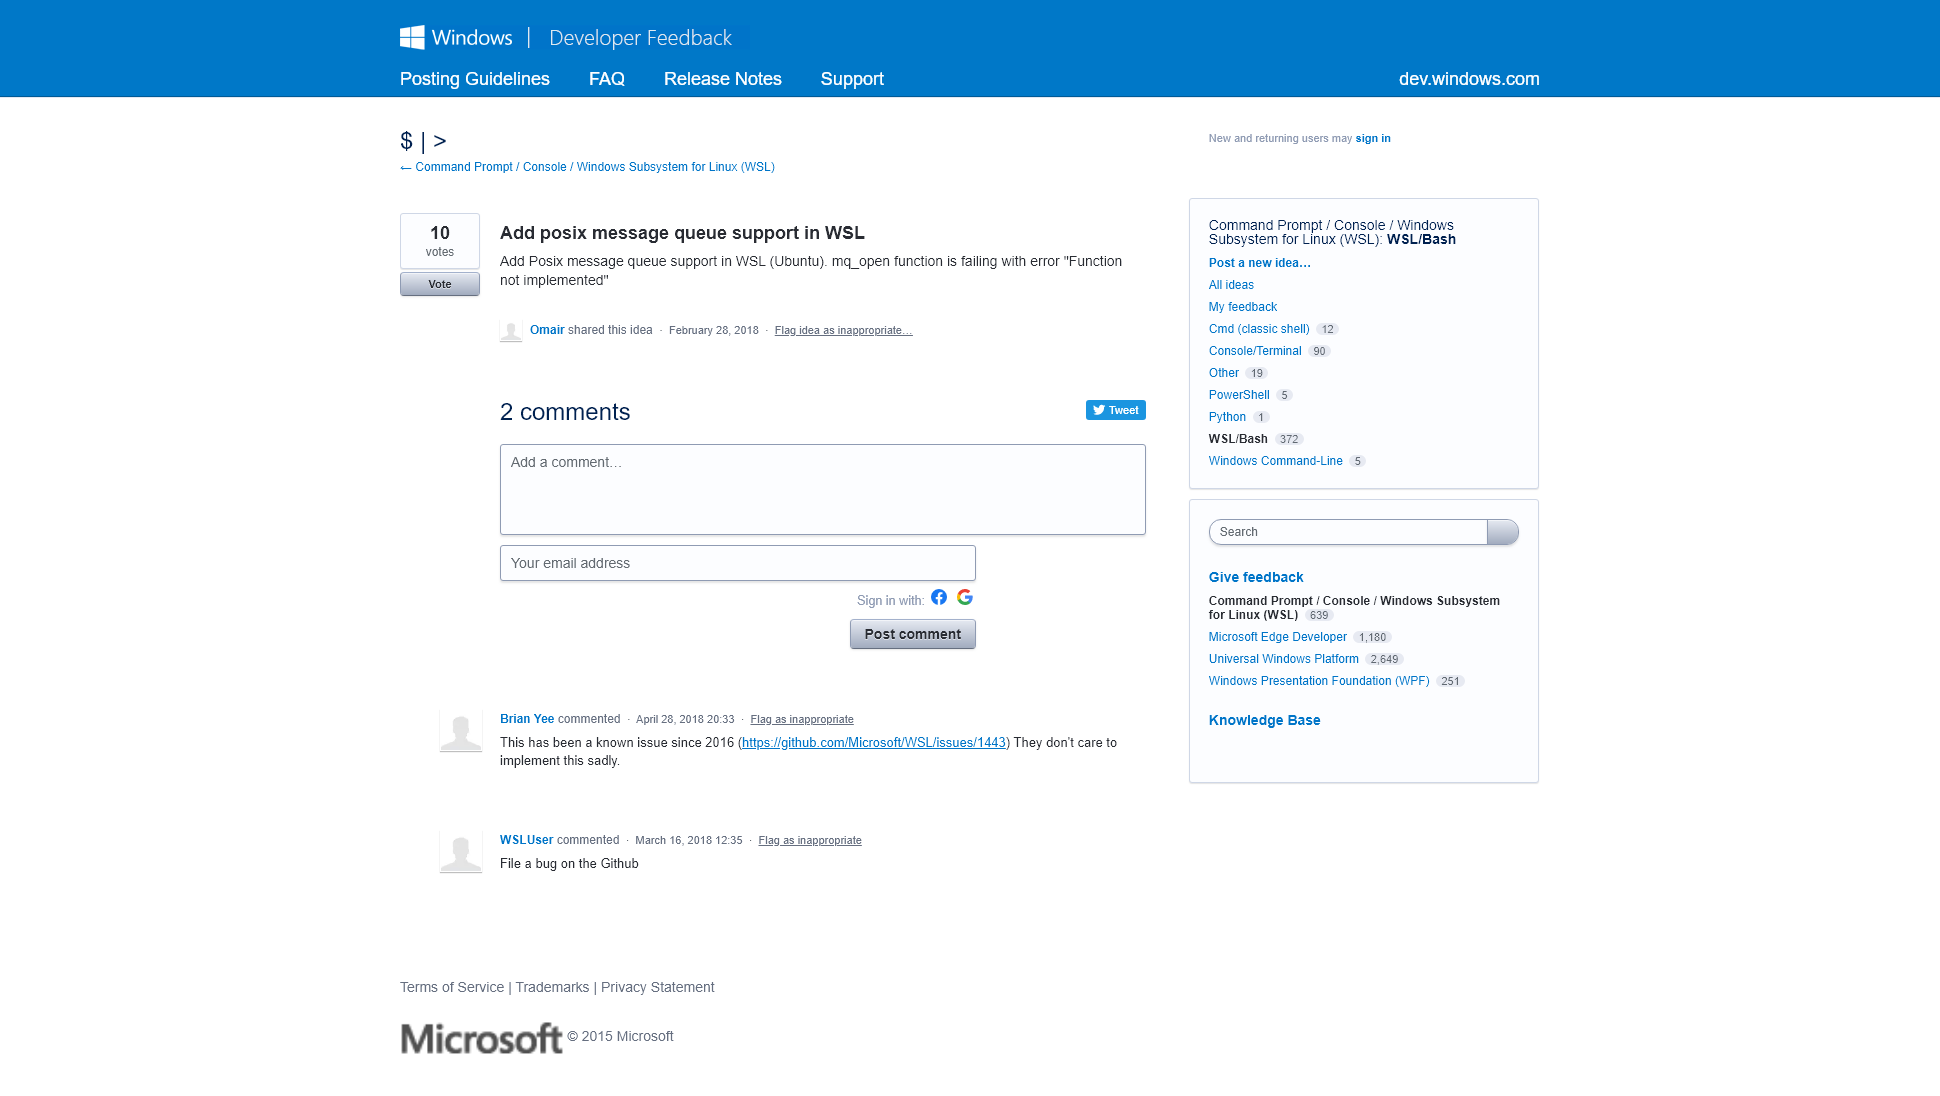 Windows | Developer Feedback
Posting Guidelines FAQ Release Notes Support dev.windows.com
$ | >
New and returning users may sign in
← Command Prompt / Console / Windows Subsystem for Linux (WSL)
10
votes
Vote
Add posix message queue support in WSL
Add Posix message queue support in WSL (Ubuntu). mq_open function is failing with error "Function
not implemented"
Omair shared this idea · February 28, 2018 · Flag idea as inappropriate…
2 comments
Tweet
Add a comment…
Your email address
Sign in with:
Post comment
Brian Yee commented · April 28, 2018 20:33 · Flag as inappropriate
This has been a known issue since 2016 (https://github.com/Microsoft/WSL/issues/1443) They don't care to
implement this sadly.
WSLUser commented · March 16, 2018 12:35 · Flag as inappropriate
File a bug on the Github
Command Prompt / Console / Windows
Subsystem for Linux (WSL): WSL/Bash
Post a new idea…
All ideas
My feedback
Cmd (classic shell) 12
Console/Terminal 90
Other 19
PowerShell 5
Python 1
WSL/Bash 372
Windows Command-Line 5
Search
Give feedback
Command Prompt / Console / Windows Subsystem
for Linux (WSL) 639
Microsoft Edge Developer 1,180
Universal Windows Platform 2,649
Windows Presentation Foundation (WPF) 251
Knowledge Base
Terms of Service | Trademarks | Privacy Statement
Microsoft © 2015 Microsoft